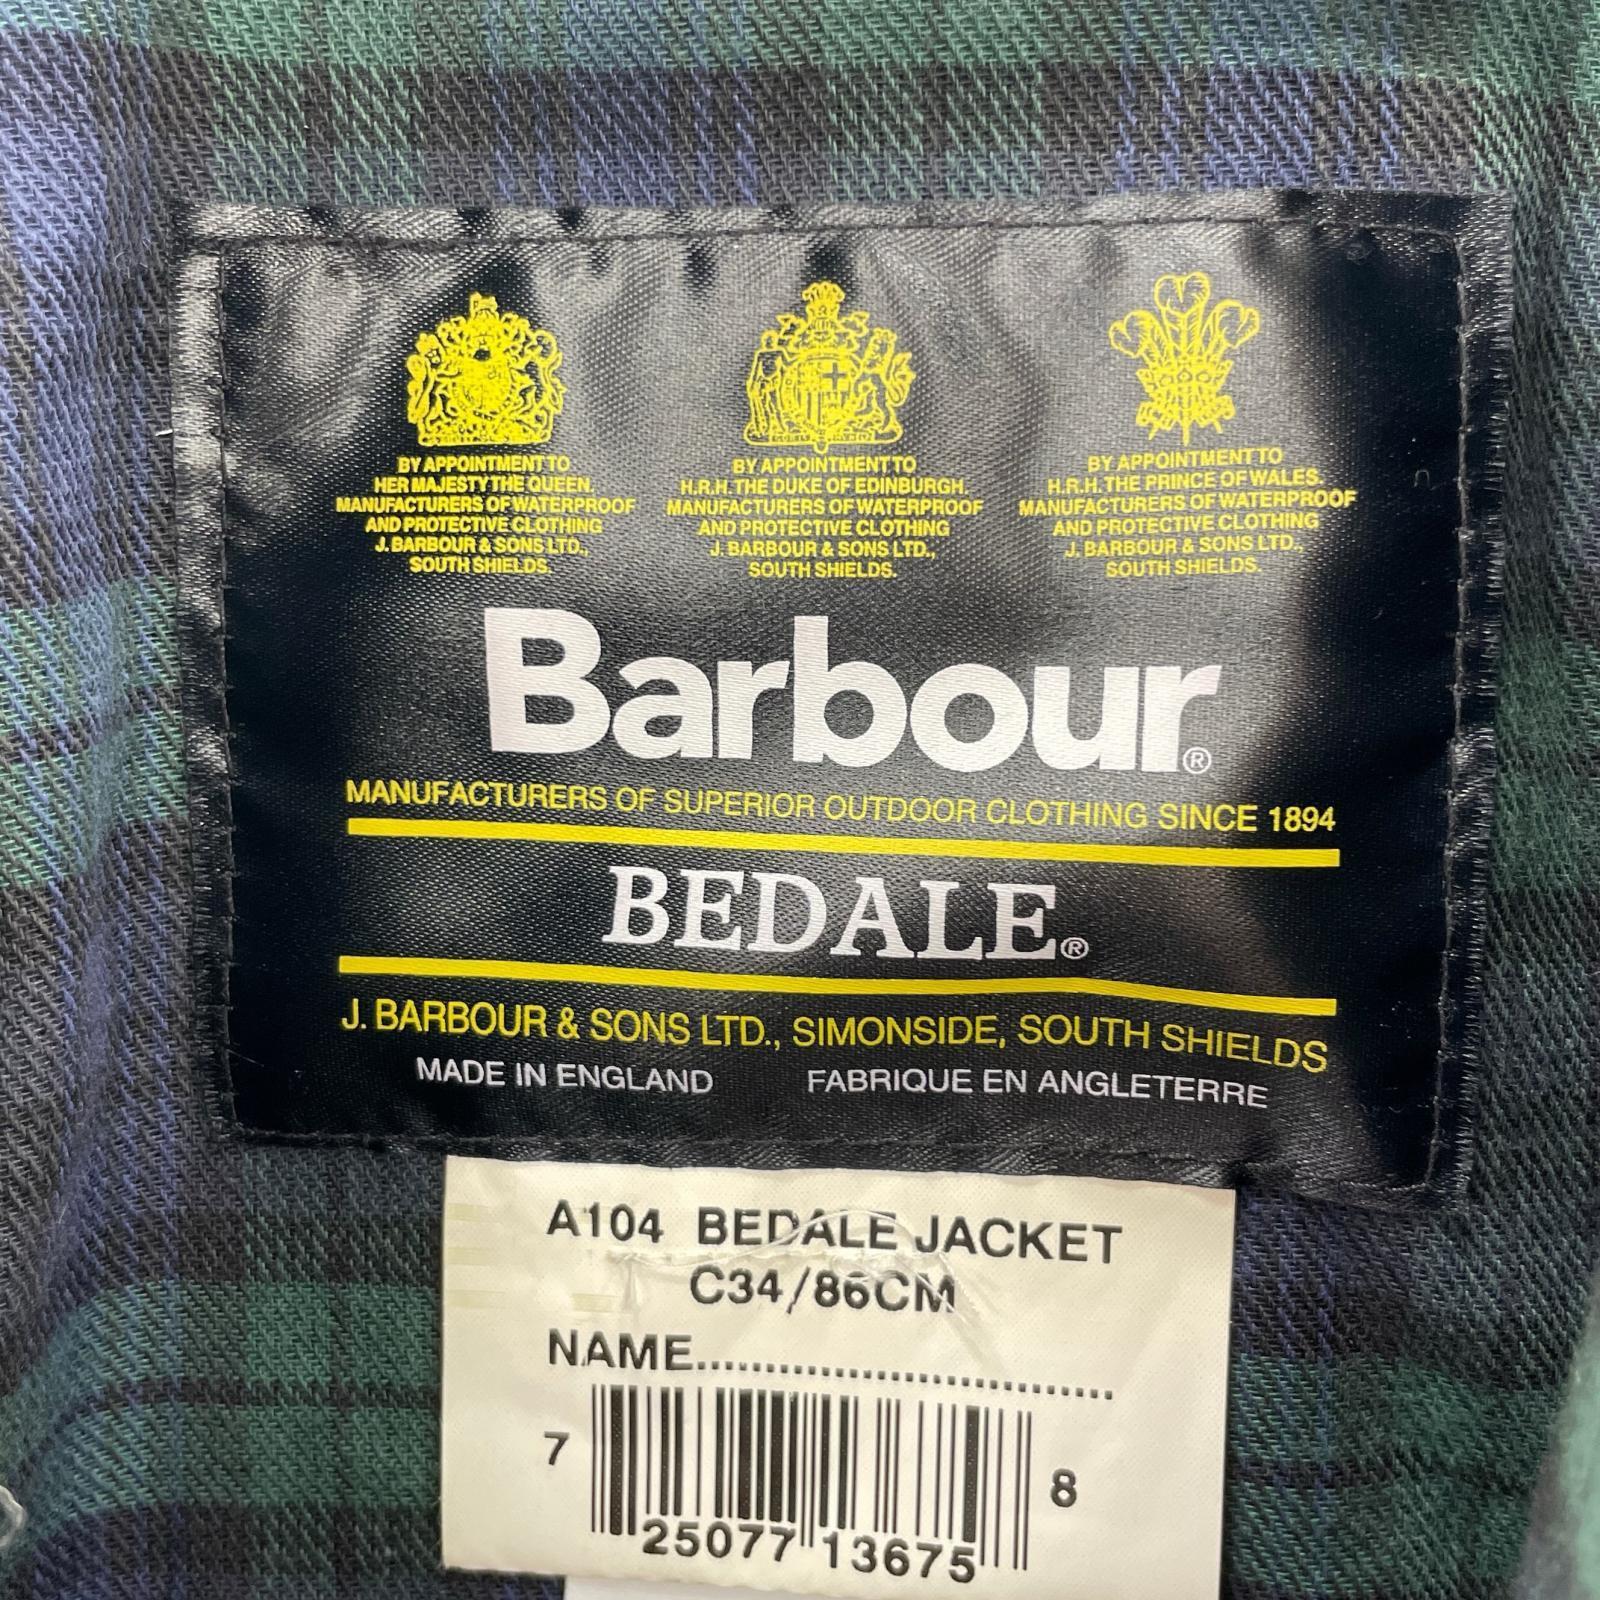 BY APPOINTMENT TO
HER MAJESTY THE QUEEN.
MANUFACTURERS OF WATERPROOF
AND PROTECTIVE CLOTHING
J. BARBOUR & SONS LTD.,
SOUTH SHIELDS.
BY APPOINTMENT TO
H.R.H. THE DUKE OF EDINBURGH.
MANUFACTURERS OF WATERPROOF
AND PROTECTIVE CLOTHING
J. BARBOUR & SONS LTD.,
SOUTH SHIELDS.
BY APPOINTMENT TO
H.R.H. THE PRINCE OF WALES.
MANUFACTURERS OF WATERPROOF
AND PROTECTIVE CLOTHING
J. BARBOUR & SONS LTD.,
SOUTH SHIELDS.
Barbour®
MANUFACTURERS OF SUPERIOR OUTDOOR CLOTHING SINCE 1894
BEDALE®
J. BARBOUR & SONS LTD., SIMONSIDE, SOUTH SHIELDS
MADE IN ENGLAND FABRIQUE EN ANGLETERRE
A104 BEDALE JACKET
C34/86CM
NAME..............................
7 25077 13675 8